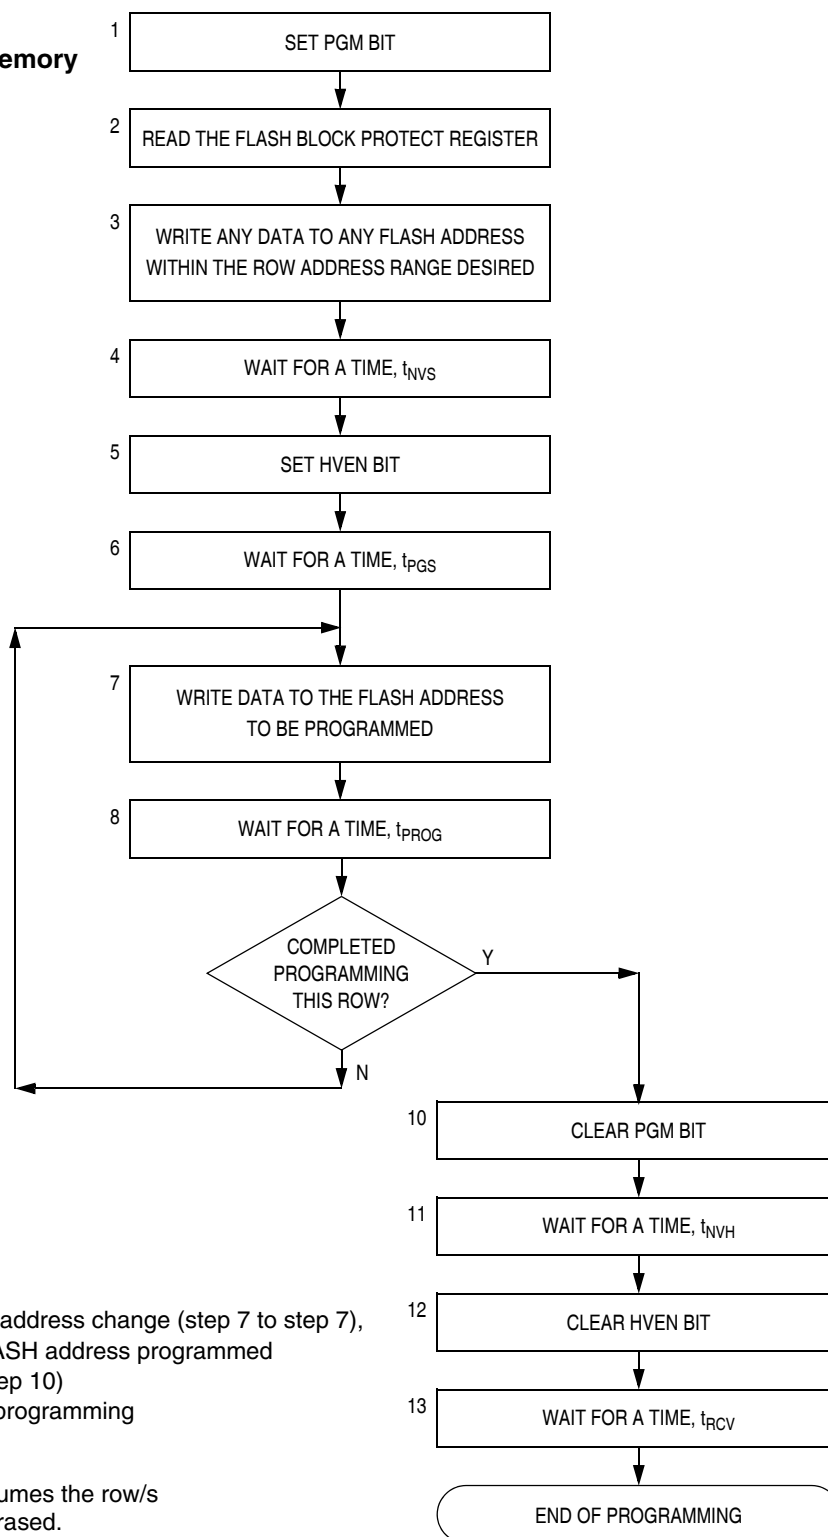 emory
1
SET PGM BIT
2
READ THE FLASH BLOCK PROTECT REGISTER
3
WRITE ANY DATA TO ANY FLASH ADDRESS
WITHIN THE ROW ADDRESS RANGE DESIRED
4
WAIT FOR A TIME, tNVS
5
SET HVEN BIT
6
WAIT FOR A TIME, tPGS
7
WRITE DATA TO THE FLASH ADDRESS
TO BE PROGRAMMED
8
WAIT FOR A TIME, tPROG
COMPLETED
PROGRAMMING
THIS ROW?
Y
N
10
CLEAR PGM BIT
11
WAIT FOR A TIME, tNVH
12
CLEAR HVEN BIT
13
WAIT FOR A TIME, tRCV
END OF PROGRAMMING
address change (step 7 to step 7),
ASH address programmed
ep 10)
programming
umes the row/s
rased.